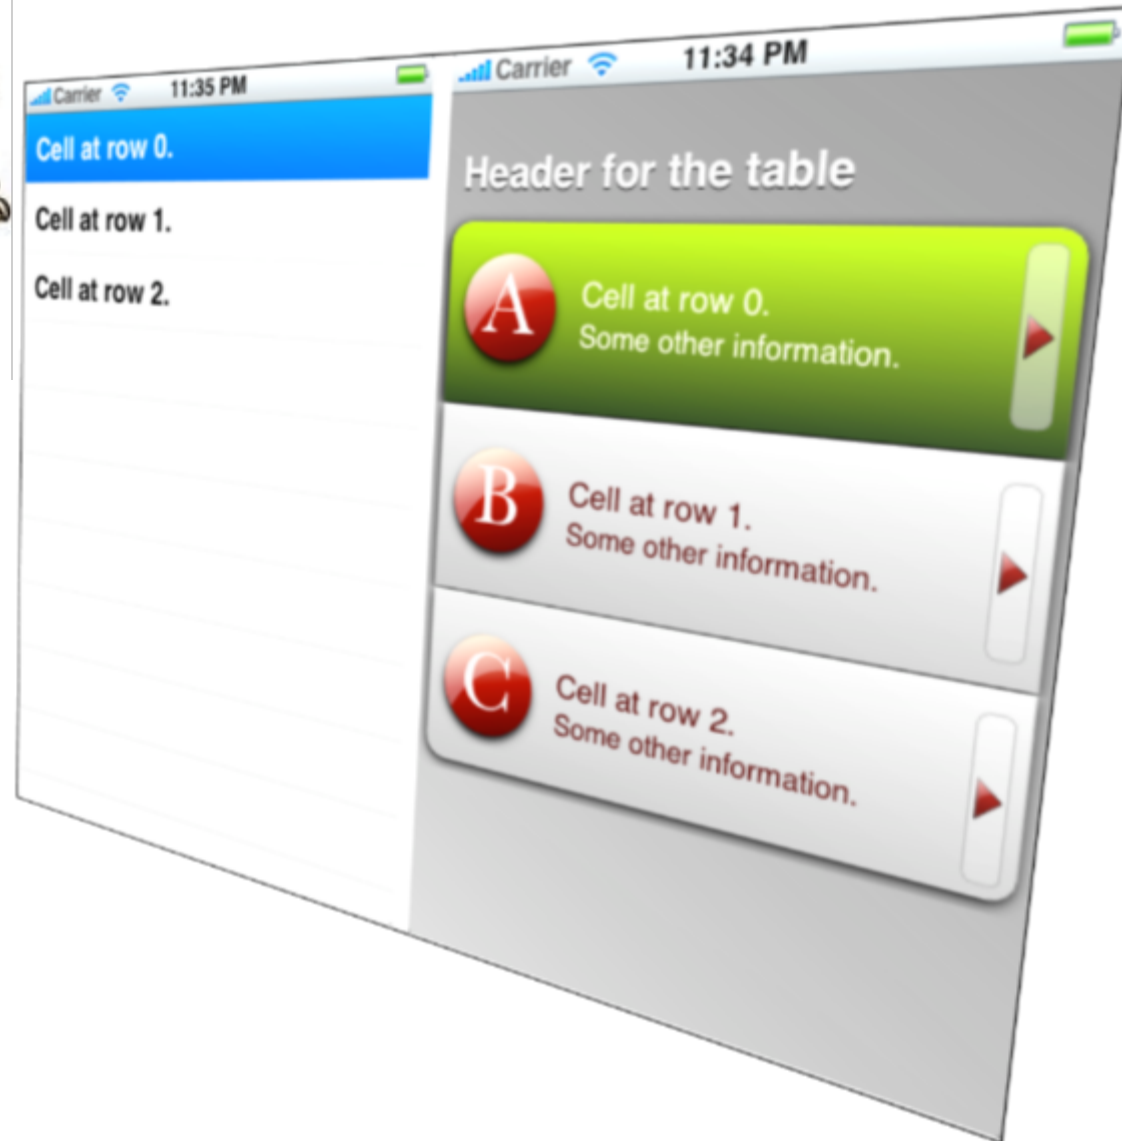 Carrier 11:35 PM
Cell at row 0.
Cell at row 1.
Cell at row 2.
Carrier 11:34 PM
Header for the table
A
Cell at row 0.
Some other information.
B
Cell at row 1.
Some other information.
C
Cell at row 2.
Some other information.